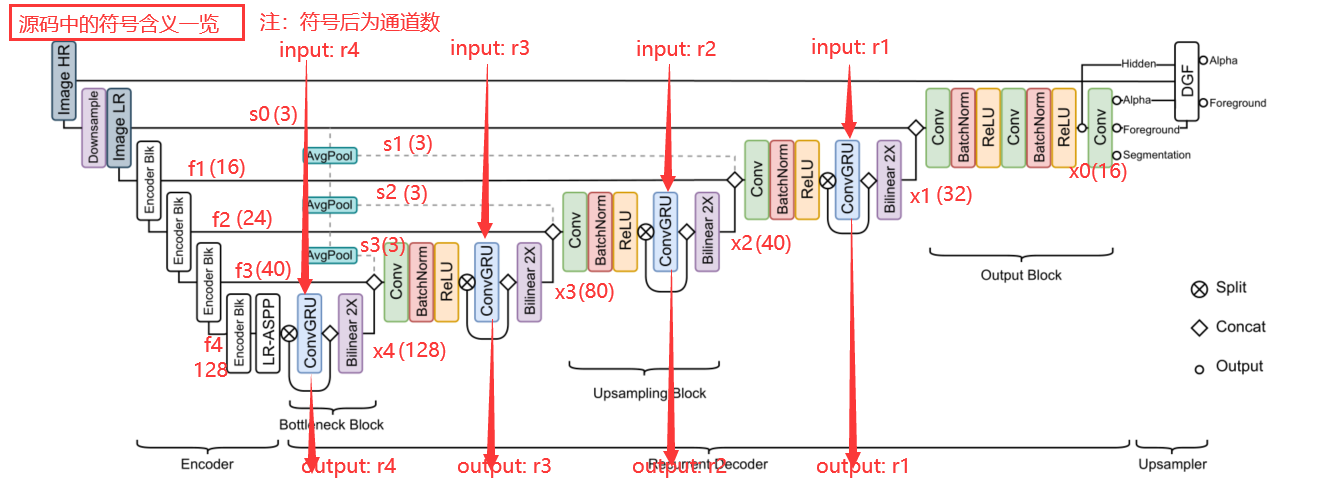 源码中的符号含义一览
注：符号后为通道数
input: r4
input: r3
input: r2
input: r1
Image HR
Hidden
Alpha
DGF
Downsample
Image LR
s0 (3)
Conv
BatchNorm
ReLU
Conv
BatchNorm
ReLU
Conv
Alpha
Foreground
Foreground
Segmentation
x0(16)
Encoder Blk
AvgPool
s1 (3)
f1(16)
Conv
BatchNorm
ReLU
ConvGRU
Bilinear 2X
x1 (32)
Encoder Blk
AvgPool
s2 (3)
f2 (24)
Conv
BatchNorm
ReLU
ConvGRU
Bilinear 2X
x2(40)
Output Block
Encoder Blk
AvgPool
s3(3)
f3(40)
Conv
BatchNorm
ReLU
ConvGRU
Bilinear 2X
x3(80)
Split
Concat
Output
Encoder Blk
LR-ASPP
ConvGRU
Bilinear 2X
f4
128
x4 (128)
Upsampling Block
Bottleneck Block
Encoder
Recurrent Decoder
Upsampler
output: r4
output: r3
output: r2
output: r1